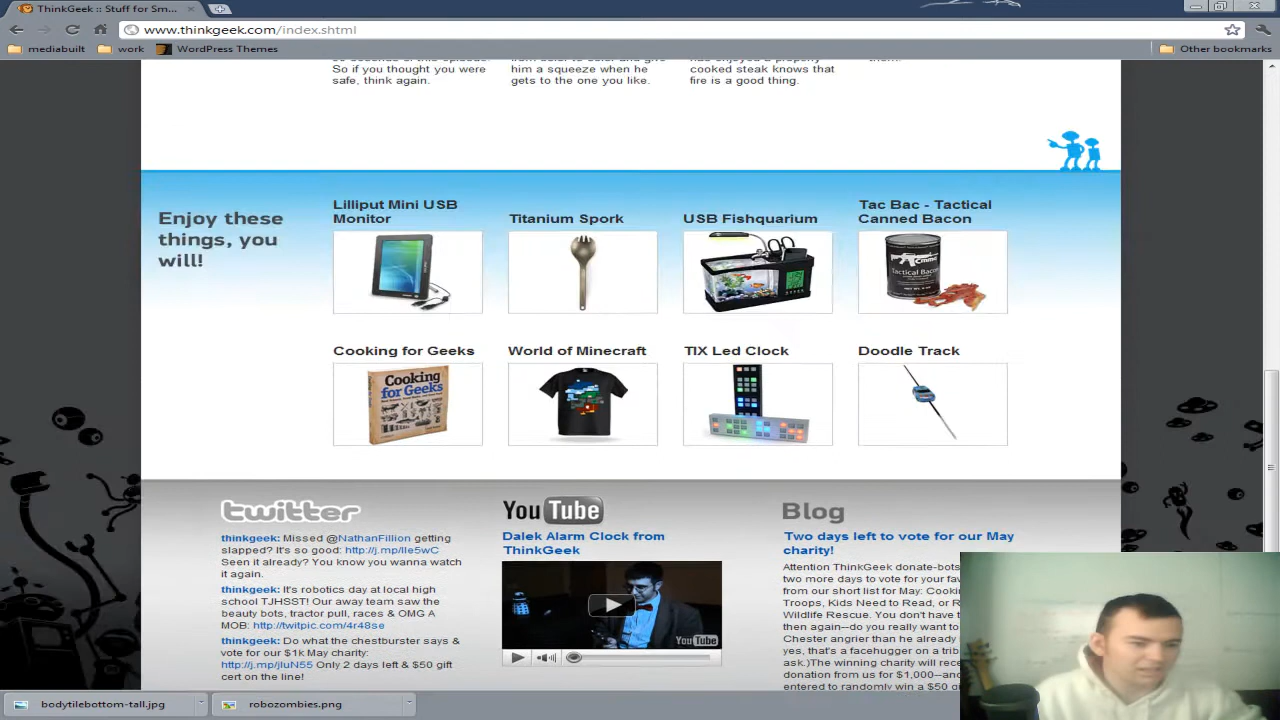 ThinkGeek :: Stuff for Sm...
www.thinkgeek.com/index.shtml
mediabuilt work WordPress Themes Other bookmarks
So if you thought you were
safe, think again.
him a squeeze when he
gets to the one you like.
cooked steak knows that
fire is a good thing.
Enjoy these
things, you
will!
Lilliput Mini USB
Monitor
Titanium Spork
USB Fishquarium
Tac Bac - Tactical
Canned Bacon
Tactical Bacon
Cooking for Geeks
World of Minecraft
TIX Led Clock
Doodle Track
Cooking
for Geeks
twitter
thinkgeek: Missed @NathanFillion getting
slapped? It's so good: http://j.mp/lIe5wC
Seen it already? You know you wanna watch
it again.
thinkgeek: It's robotics day at local high
school TJHSST! Our away team saw the
beauty bots, tractor pull, races & OMG A
MOB: http://twitpic.com/4r48se
thinkgeek: Do what the chestburster says &
vote for our $1k May charity:
http://j.mp/jluN55 Only 2 days left & $50 gift
cert on the line!
YouTube
Dalek Alarm Clock from
ThinkGeek
YouTube
Blog
Two days left to vote for our May
charity!
Attention ThinkGeek donate-bots
two more days to vote for your fav
from our short list for May: Cooki
Troops, Kids Need to Read, or R
Wildlife Rescue. You don't have t
then again—do you really want to
Chester angrier than he already
yes, that's a facehugger on a trib
ask.)The winning charity will rece
donation from us for $1,000—an
entered to randomly win a $50 g
bodytilebottom-tall.jpg robozombies.png